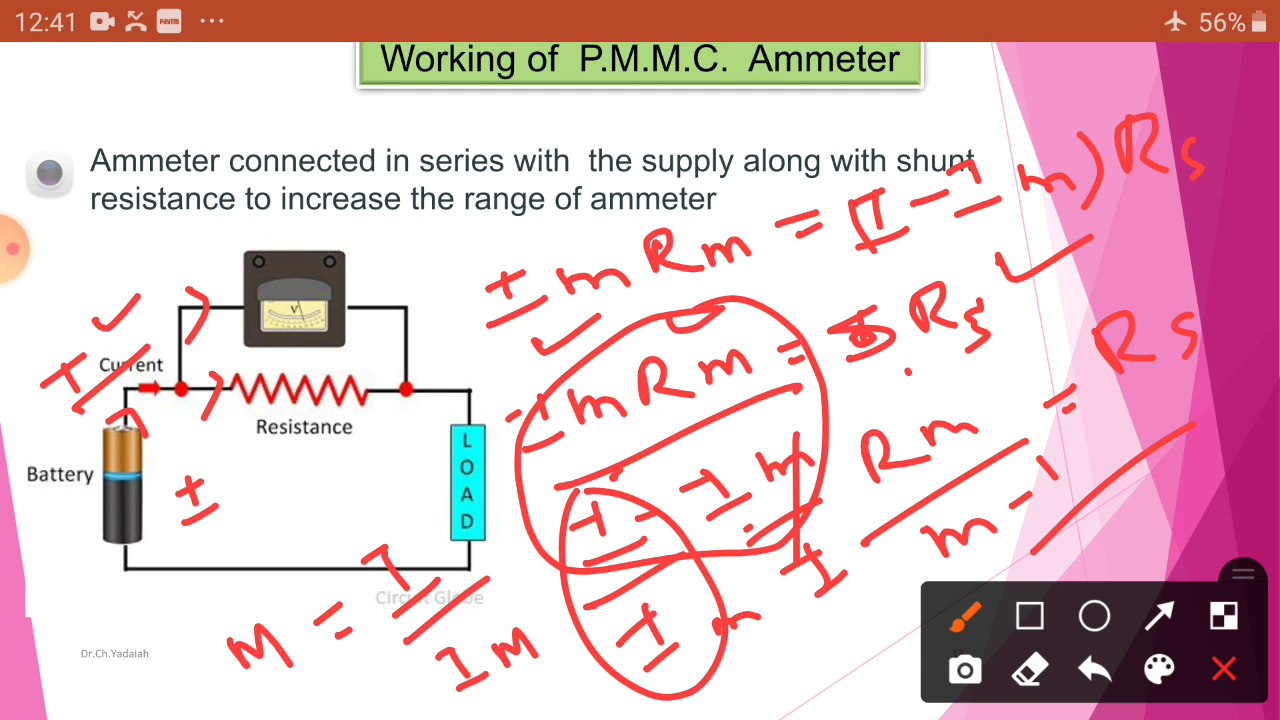 12:41 paytm ... 56%
Working of P.M.M.C. Ammeter
Ammeter connected in series with the supply along with shunt
resistance to increase the range of ammeter
Im Rm = (I - Im) Rs
V
I
Current
Im Rm = Rs
Resistance
I - Im
Rm = Rs
m - 1
Battery
I
L
O
A
D
Circuit Globe
M = I
Im
I
Im
Dr.Ch.Yadaiah